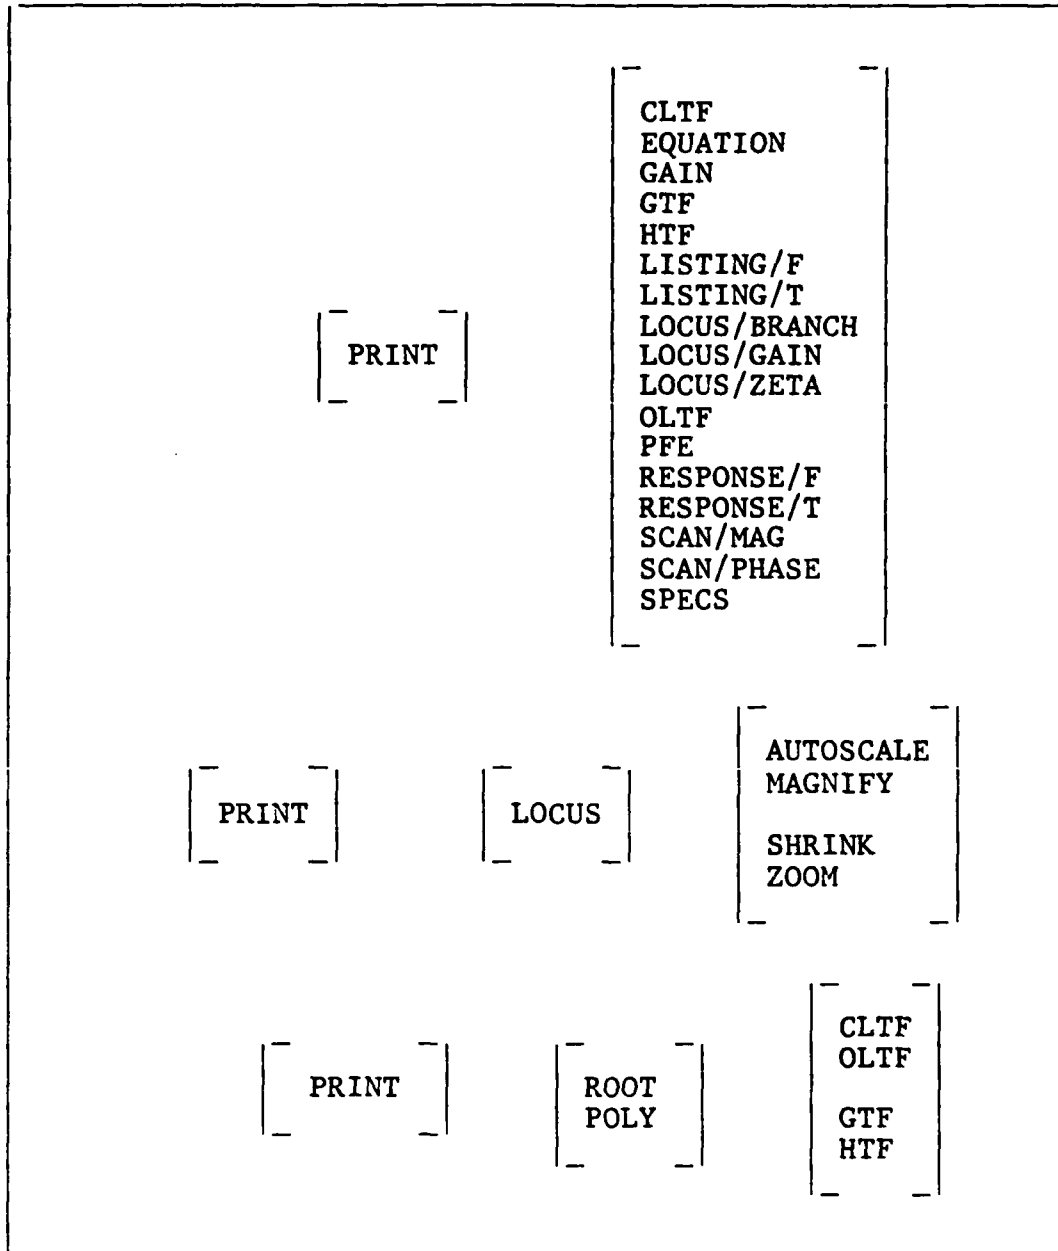 CLTF
EQUATION
GAIN
GTF
HTF
LISTING/F
LISTING/T
PRINT
LOCUS/BRANCH
LOCUS/GAIN
LOCUS/ZETA
OLTF
PFE
RESPONSE/F
RESPONSE/T
SCAN/MAG
SCAN/PHASE
SPECS
PRINT
LOCUS
AUTOSCALE
MAGNIFY
SHRINK
ZOOM
PRINT
ROOT
POLY
CLTF
OLTF
GTF
HTF